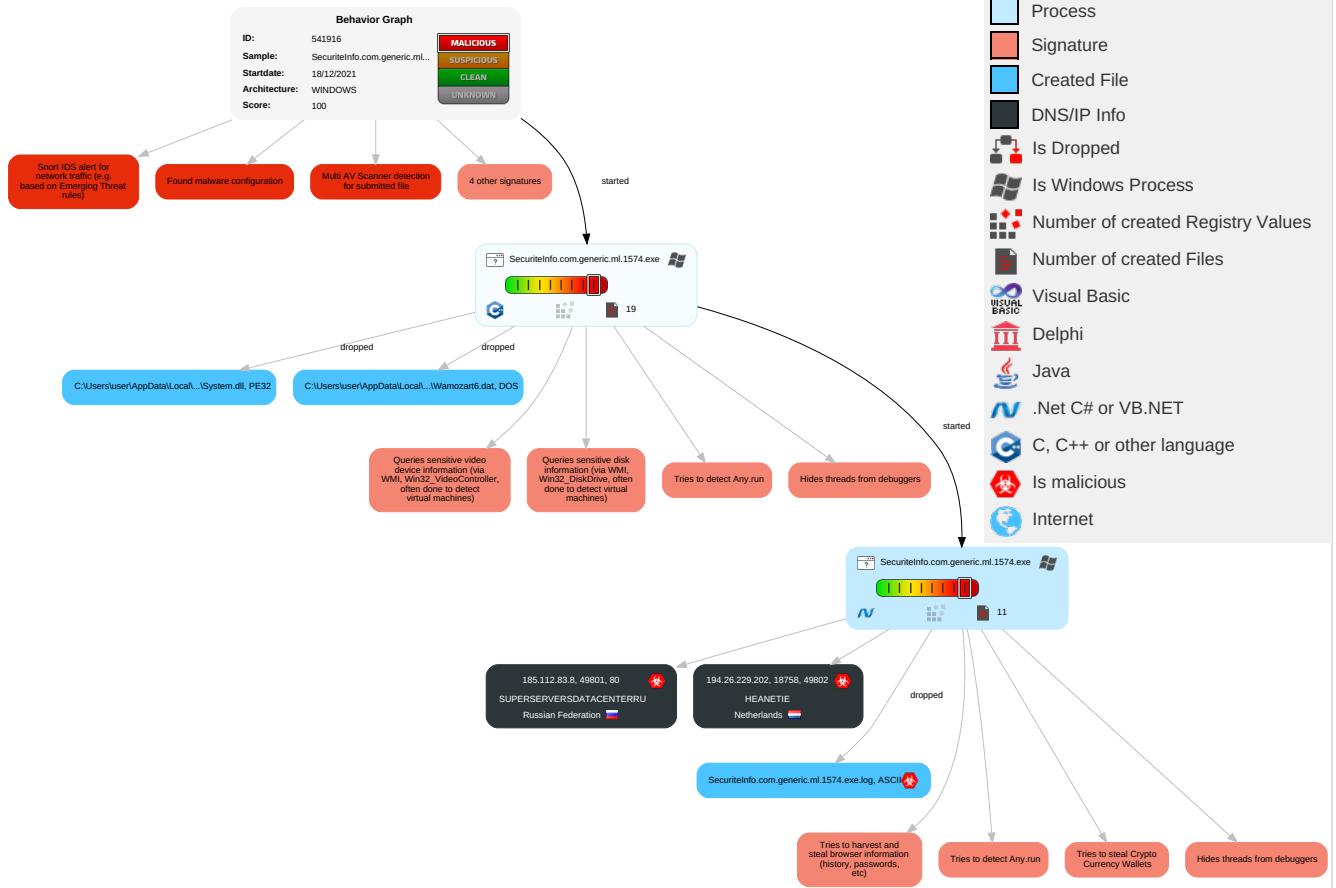 Behavior Graph
ID: 541916
Sample: SecuriteInfo.com.generic.ml...
Startdate: 18/12/2021
Architecture: WINDOWS
Score: 100
MALICIOUS
SUSPICIOUS
CLEAN
UNKNOWN
Process
Signature
Created File
DNS/IP Info
Is Dropped
Is Windows Process
Number of created Registry Values
Number of created Files
VISUAL
BASIC
Visual Basic
Delphi
Java
.Net C# or VB.NET
C, C++ or other language
Is malicious
Internet
Snort IDS alert for
network traffic (e.g.
based on Emerging Threat
rules)
Found malware configuration
Multi AV Scanner detection
for submitted file
4 other signatures
started
SecuriteInfo.com.generic.ml.1574.exe
19
dropped
dropped
C:\Users\user\AppData\Local\...\System.dll, PE32
C:\Users\user\AppData\Local\...\Wamozart6.dat, DOS
started
Queries sensitive video
device information (via
WMI, Win32_VideoController,
often done to detect
virtual machines)
Queries sensitive disk
information (via WMI,
Win32_DiskDrive, often
done to detect virtual
machines)
Tries to detect Any.run
Hides threads from debuggers
SecuriteInfo.com.generic.ml.1574.exe
11
185.112.83.8, 49801, 80
SUPERSERVERSDATACENTERRU
Russian Federation
194.26.229.202, 18758, 49802
HEANETIE
Netherlands
dropped
SecuriteInfo.com.generic.ml.1574.exe.log, ASCII
Tries to harvest and
steal browser information
(history, passwords,
etc)
Tries to detect Any.run
Tries to steal Crypto
Currency Wallets
Hides threads from debuggers